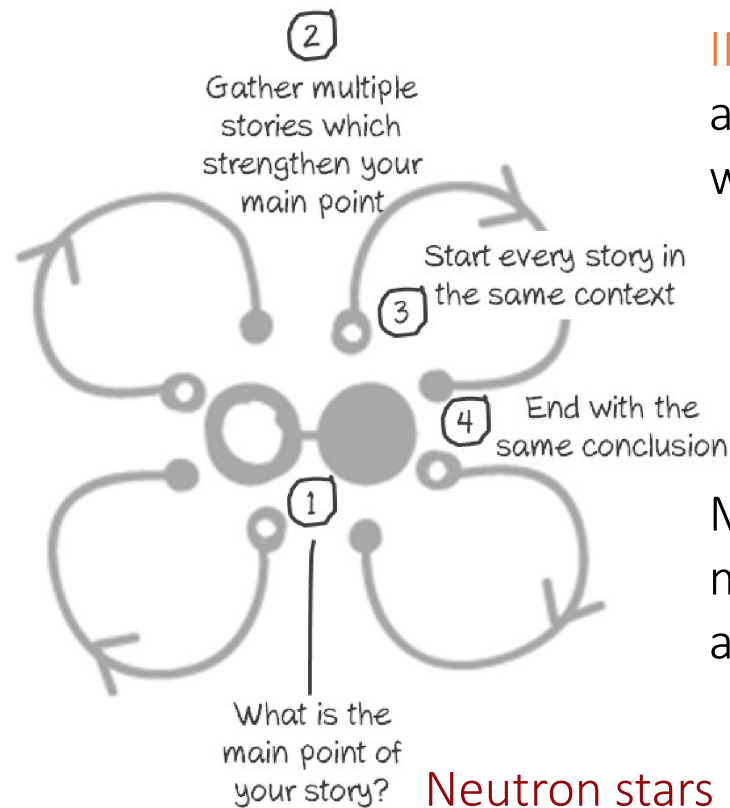 2
Gather multiple
stories which
strengthen your
main point
Start every story in
the same context
3
4
End with the
same conclusion
1
What is the
main point of
your story?
Neutron stars